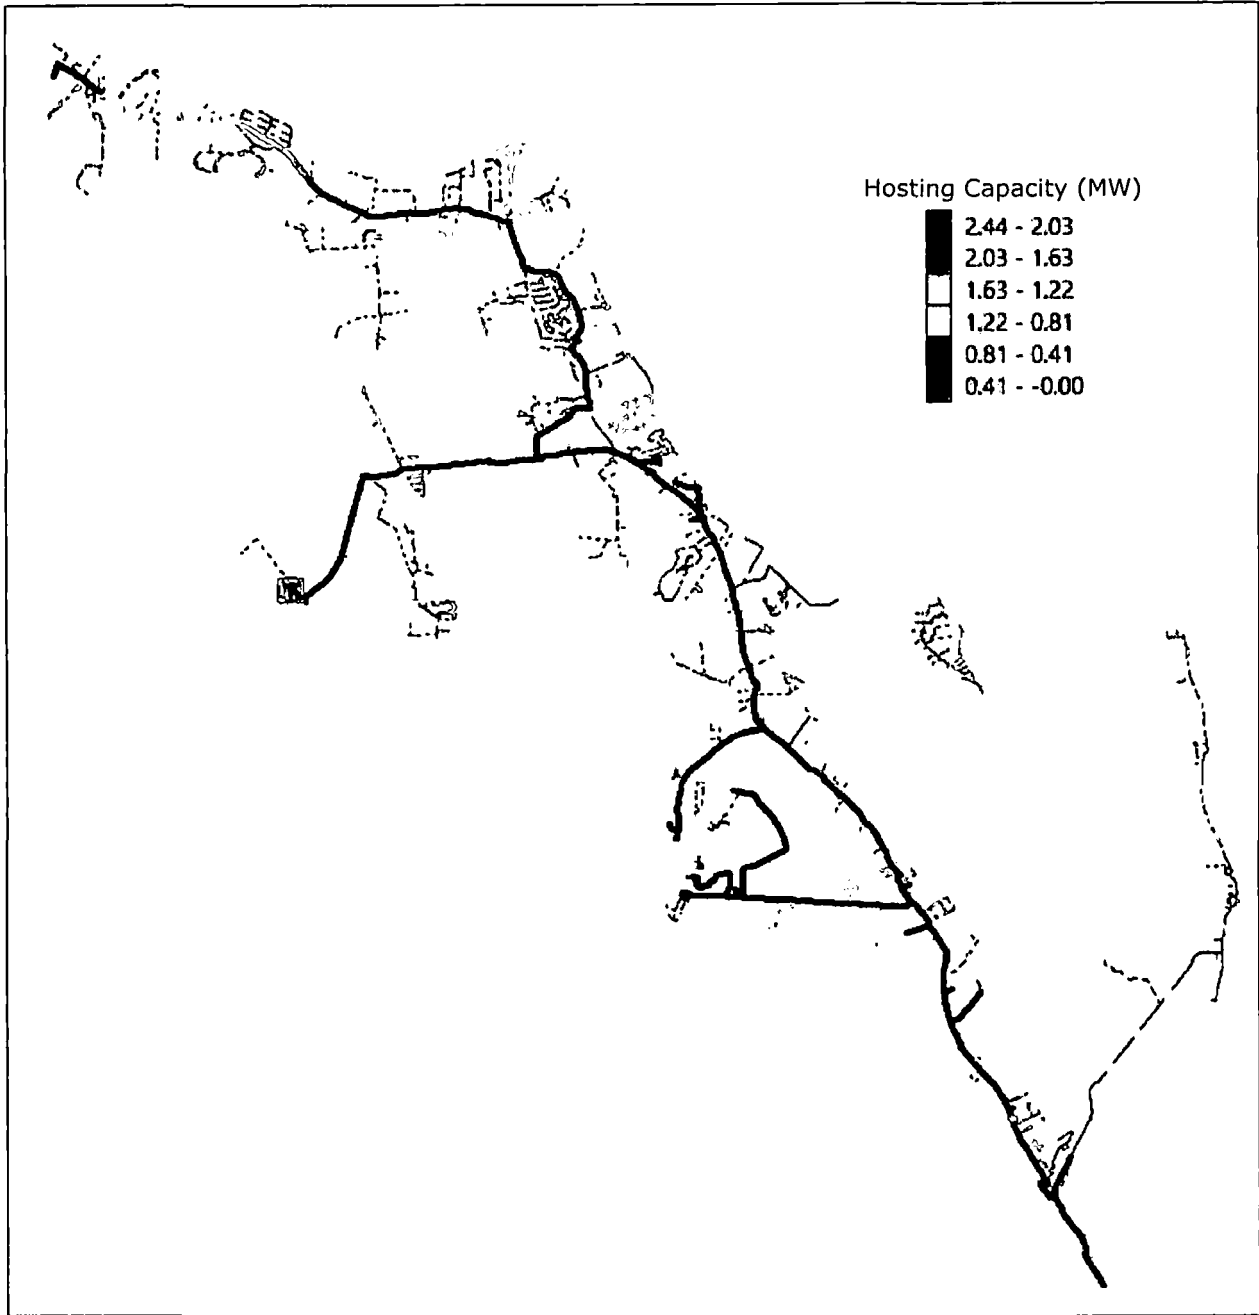 Hosting Capacity (MW)
2.44 - 2.03
2.03 - 1.63
1.63 - 1.22
1.22 - 0.81
0.81 - 0.41
0.41 - -0.00